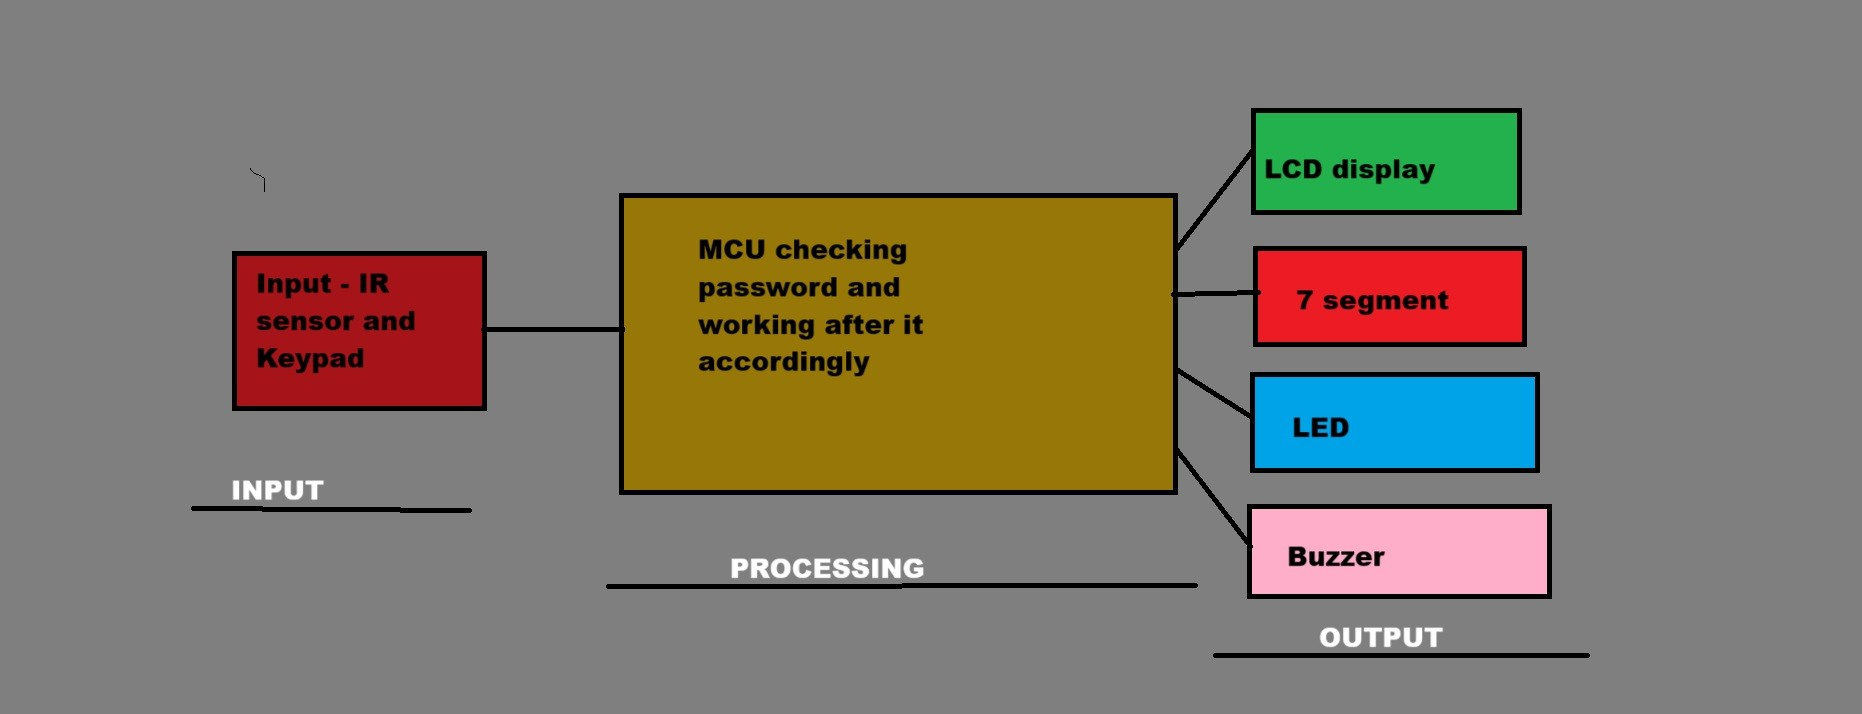 Input - IR
sensor and
Keypad
INPUT
MCU checking
password and
working after it
accordingly
PROCESSING
LCD display
7 segment
LED
Buzzer
OUTPUT